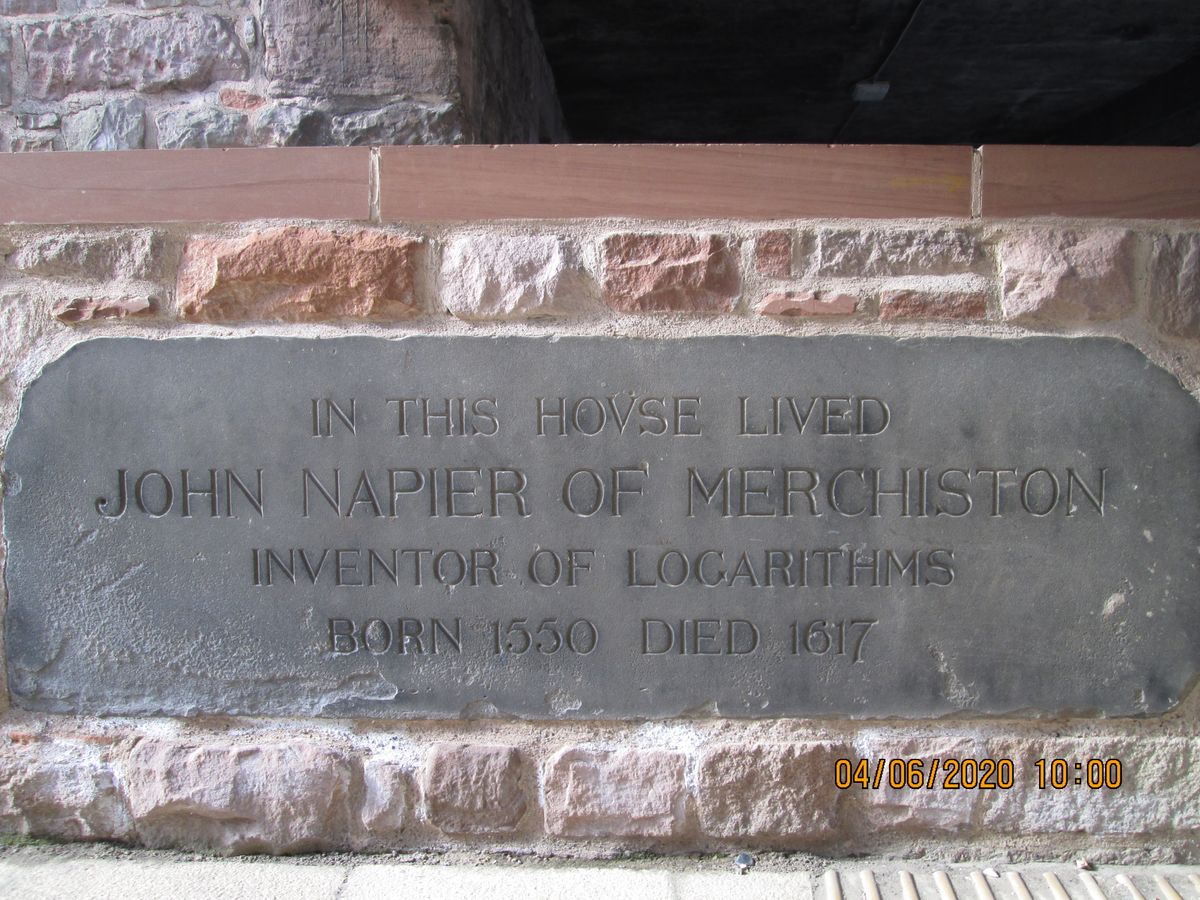 IN THIS HOVSE LIVED
JOHN NAPIER OF MERCHISTON
INVENTOR OF LOGARITHMS
BORN 1550 DIED 1617
04/06/2020 10:00